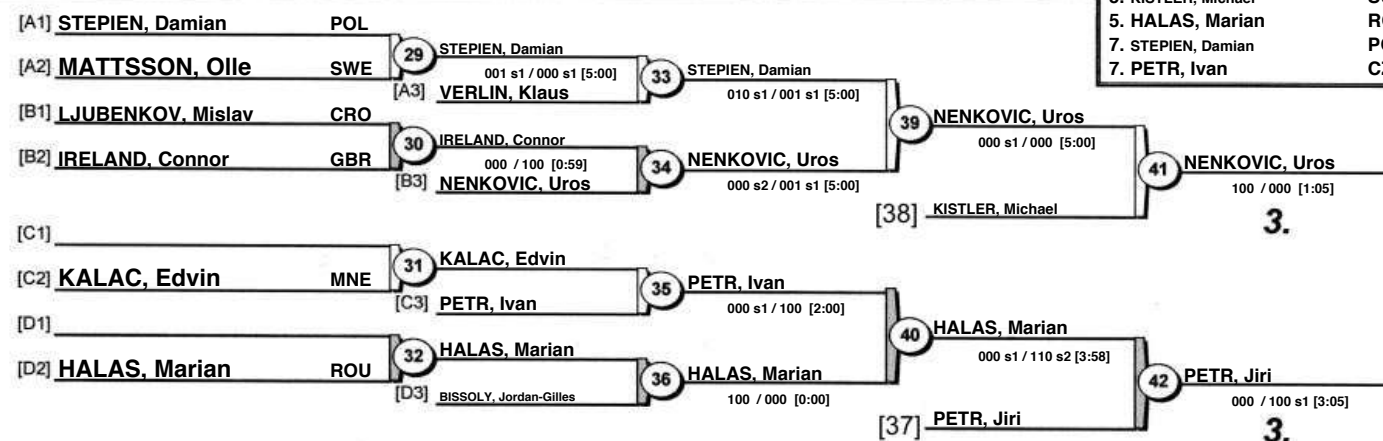 5. HALAS, Marian
7. STEPIEN, Damian
7. PETR, Ivan
[A1] STEPIEN, Damian POL
[A2] MATTSSON, Olle SWE
29 STEPIEN, Damian
001 s1 / 000 s1 [5:00]
[A3] VERLIN, Klaus
33 STEPIEN, Damian
010 s1 / 001 s1 [5:00]
[B1] LJUBENKOV, Mislav CRO
[B2] IRELAND, Connor GBR
30 IRELAND, Connor
000 / 100 [0:59]
[B3] NENKOVIC, Uros
34 NENKOVIC, Uros
000 s2 / 001 s1 [5:00]
39 NENKOVIC, Uros
000 s1 / 000 [5:00]
[38] KISTLER, Michael
41 NENKOVIC, Uros
100 / 000 [1:05]
3.
[C1]
[C2] KALAC, Edvin MNE
31 KALAC, Edvin
[C3] PETR, Ivan
35 PETR, Ivan
000 s1 / 100 [2:00]
[D1]
[D2] HALAS, Marian ROU
32 HALAS, Marian
[D3] BISSOLY, Jordan-Gilles
36 HALAS, Marian
100 / 000 [0:00]
40 HALAS, Marian
000 s1 / 110 s2 [3:58]
[37] PETR, Jiri
42 PETR, Jiri
000 / 100 s1 [3:05]
3.